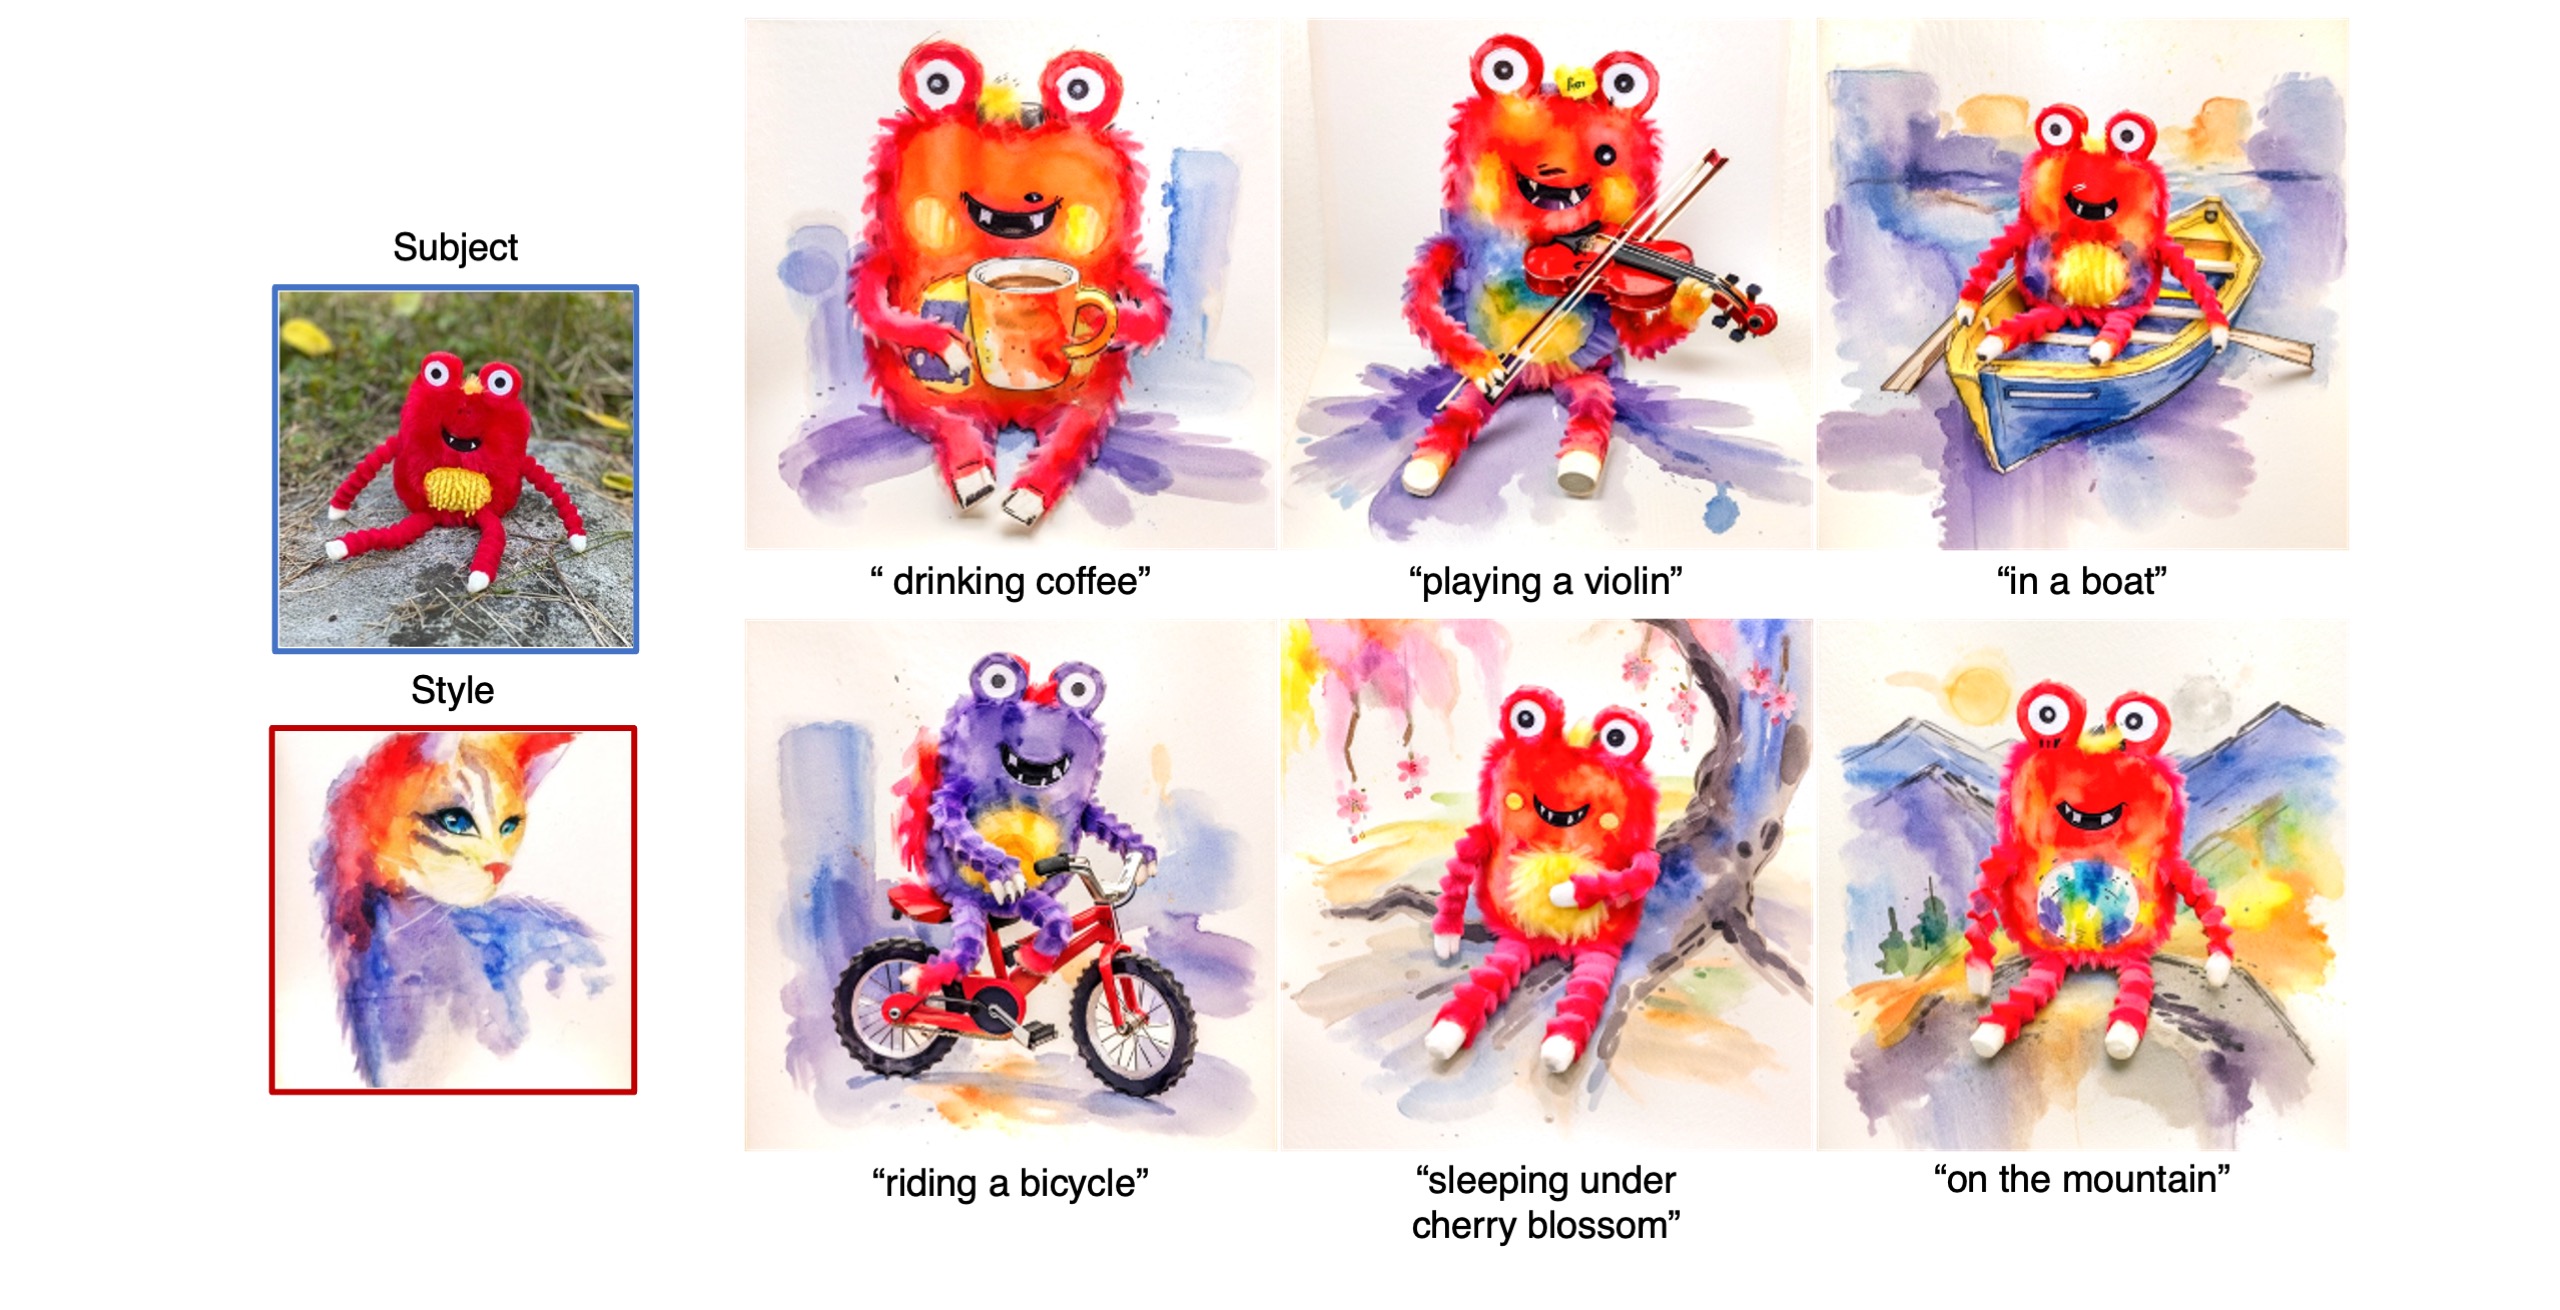 Subject
Style
“ drinking coffee”
“playing a violin”
“in a boat”
“riding a bicycle”
“sleeping under
cherry blossom”
“on the mountain”